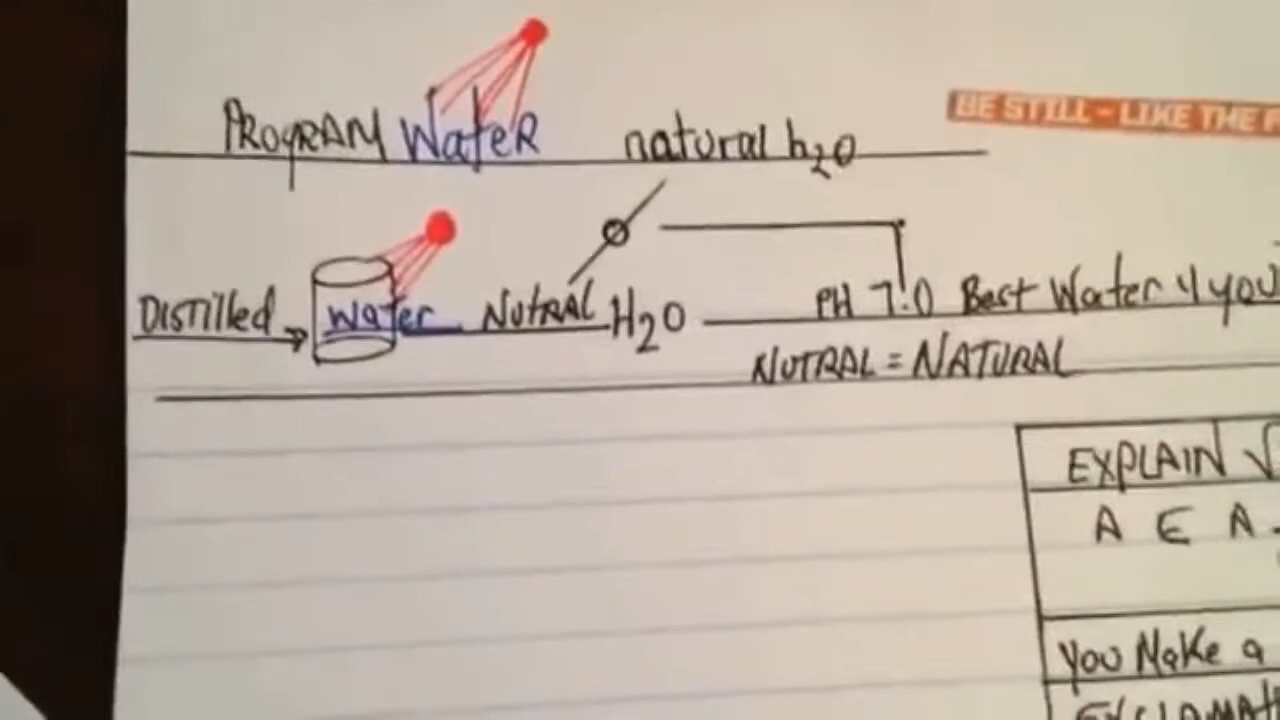 PROGRAM Water natural h₂O
BE STILL - LIKE THE
Distilled Water NUTRAL H₂O PH 7.0 Best Water 4 you
NUTRAL = NATURAL
EXPLAIN
A E A
You Make a